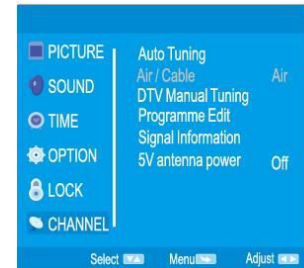 PICTURE
SOUND
TIME
OPTION
LOCK
CHANNEL
Auto Tuning
Air / Cable Air
DTV Manual Tuning
Programme Edit
Signal Information
5V antenna power Off
Select Menu Adjust